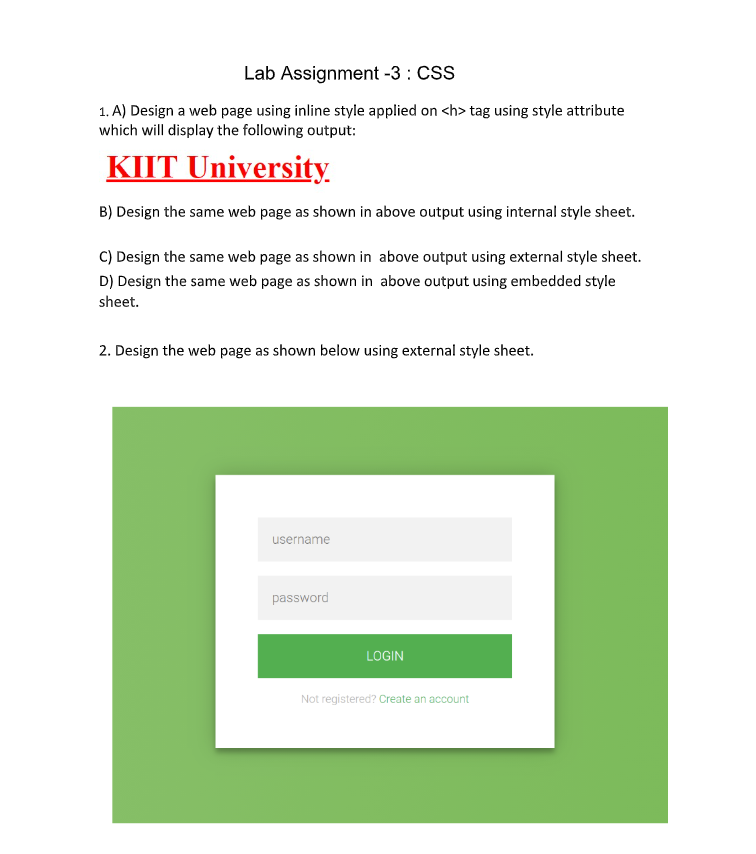 Lab Assignment -3 : CSS
1. A) Design a web page using inline style applied on <h> tag using style attribute
which will display the following output:
KIIT University
B) Design the same web page as shown in above output using internal style sheet.
C) Design the same web page as shown in  above output using external style sheet.
D) Design the same web page as shown in  above output using embedded style
sheet.
2. Design the web page as shown below using external style sheet.
username
password
LOGIN
Not registered? Create an account